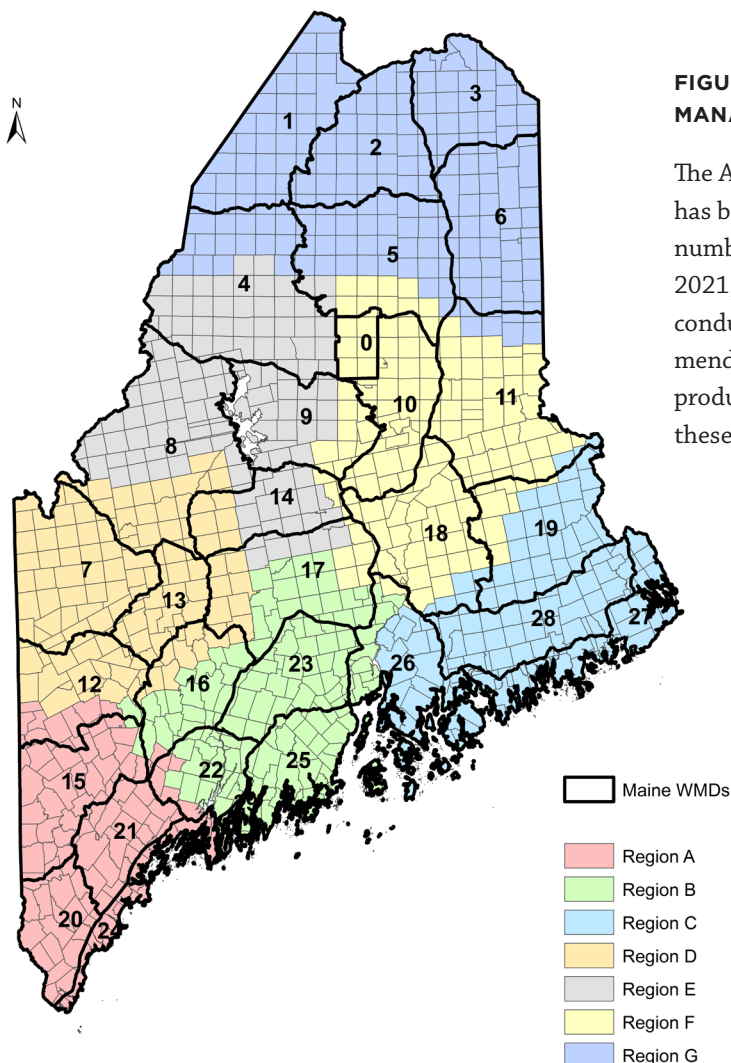 N
FIGU
MANA
The A
has b
numb
2021,
condu
mend
produ
these
1
2
3
6
5
4
0
9
10
11
8
14
18
19
7
13
17
28
27
12
16
23
26
15
22
25
21
20
24
Maine WMDs
Region A
Region B
Region C
Region D
Region E
Region F
Region G